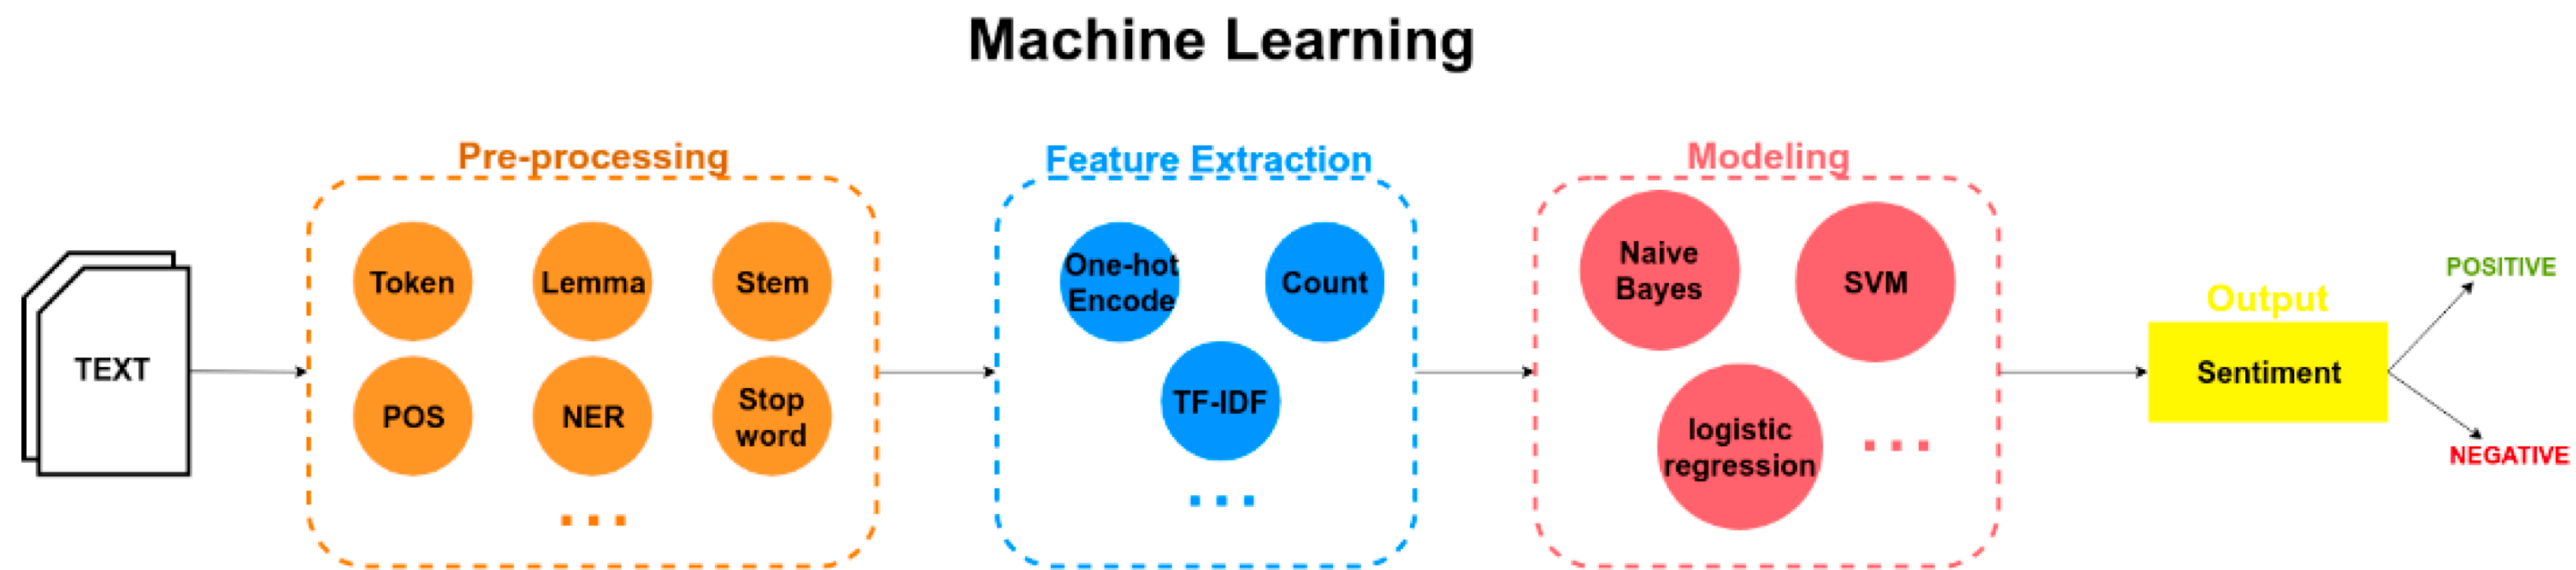 Machine Learning
Pre-processing
Feature Extraction
Modeling
TEXT
Token
Lemma
Stem
POS
NER
Stop
word
...
One-hot
Encode
Count
TF-IDF
...
Naive
Bayes
SVM
logistic
regression
...
Output
Sentiment
POSITIVE
NEGATIVE